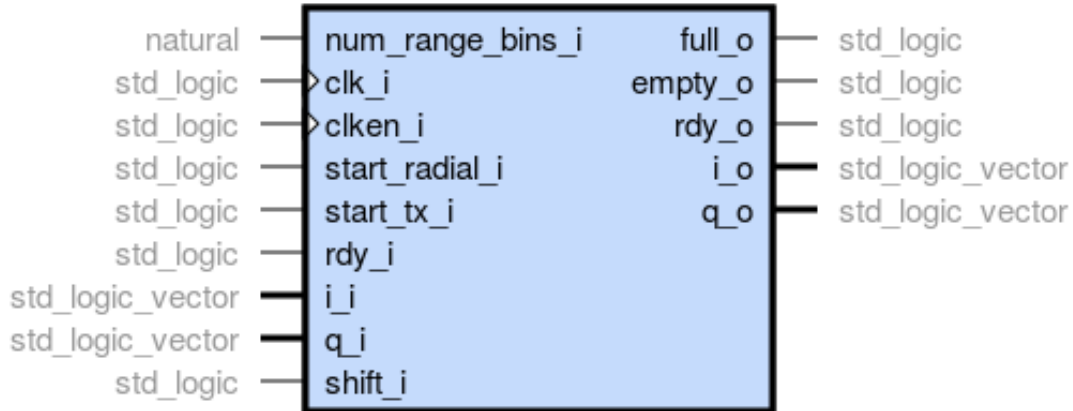 natural num_range_bins_i full_o std_logic
std_logic clk_i empty_o std_logic
std_logic clken_i rdy_o std_logic
std_logic start_radial_i i_o std_logic_vector
std_logic start_tx_i q_o std_logic_vector
std_logic rdy_i
std_logic_vector i_i
std_logic_vector q_i
std_logic shift_i